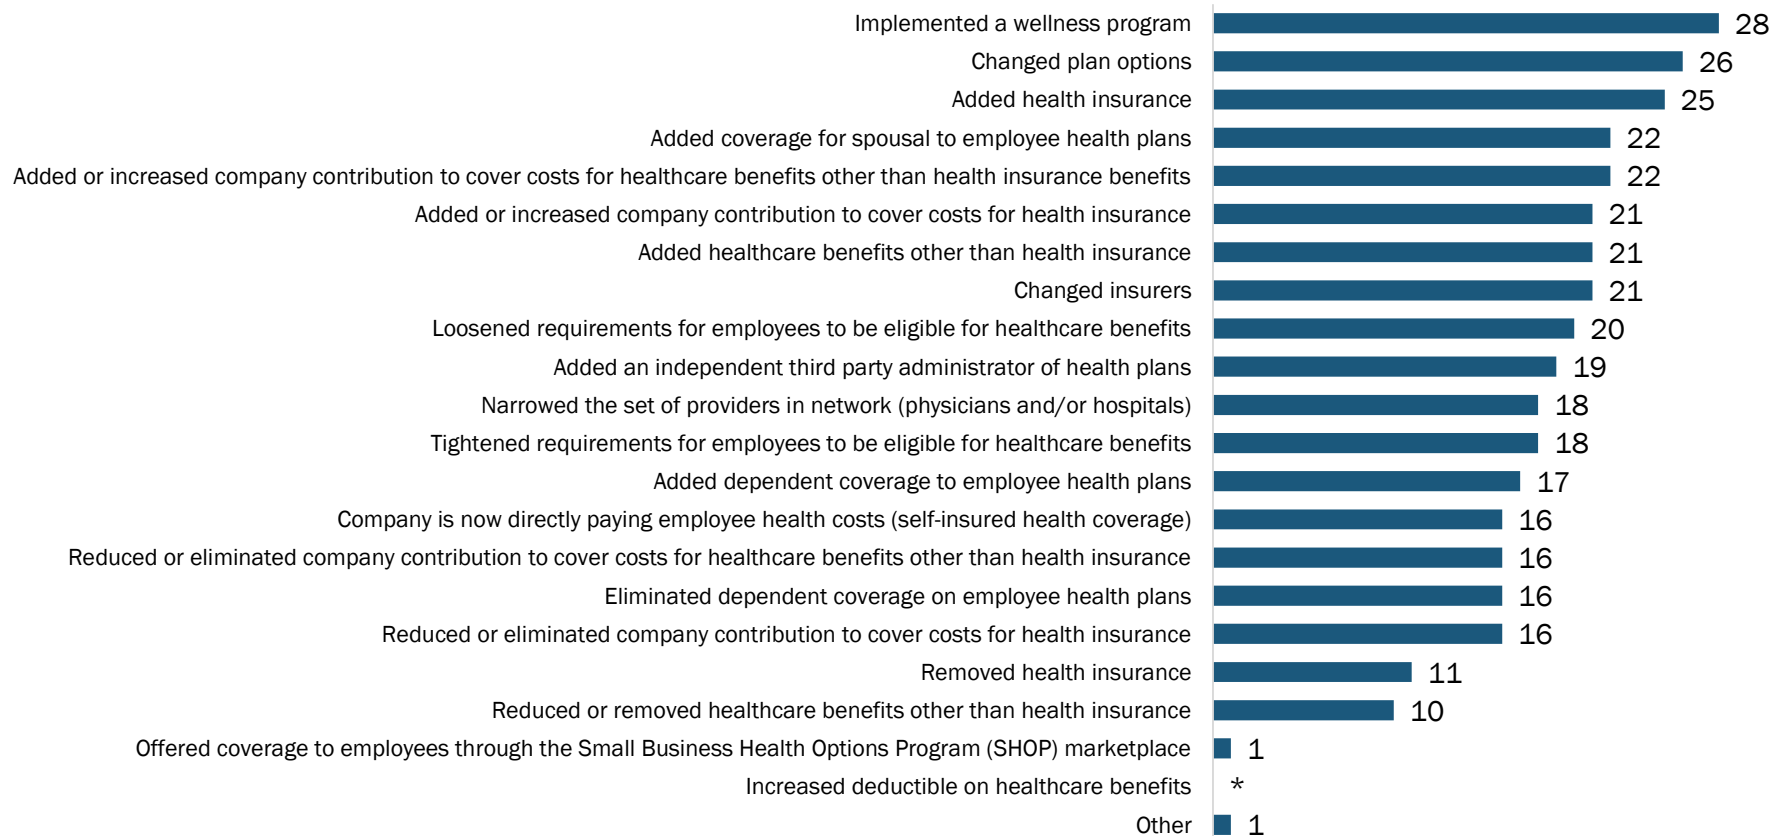 Implemented a wellness program 28
Changed plan options 26
Added health insurance 25
Added coverage for spousal to employee health plans 22
Added or increased company contribution to cover costs for healthcare benefits other than health insurance benefits 22
Added or increased company contribution to cover costs for health insurance 21
Added healthcare benefits other than health insurance 21
Changed insurers 21
Loosened requirements for employees to be eligible for healthcare benefits 20
Added an independent third party administrator of health plans 19
Narrowed the set of providers in network (physicians and/or hospitals) 18
Tightened requirements for employees to be eligible for healthcare benefits 18
Added dependent coverage to employee health plans 17
Company is now directly paying employee health costs (self-insured health coverage) 16
Reduced or eliminated company contribution to cover costs for healthcare benefits other than health insurance 16
Eliminated dependent coverage on employee health plans 16
Reduced or eliminated company contribution to cover costs for health insurance 16
Removed health insurance 11
Reduced or removed healthcare benefits other than health insurance 10
Offered coverage to employees through the Small Business Health Options Program (SHOP) marketplace 1
Increased deductible on healthcare benefits *
Other 1